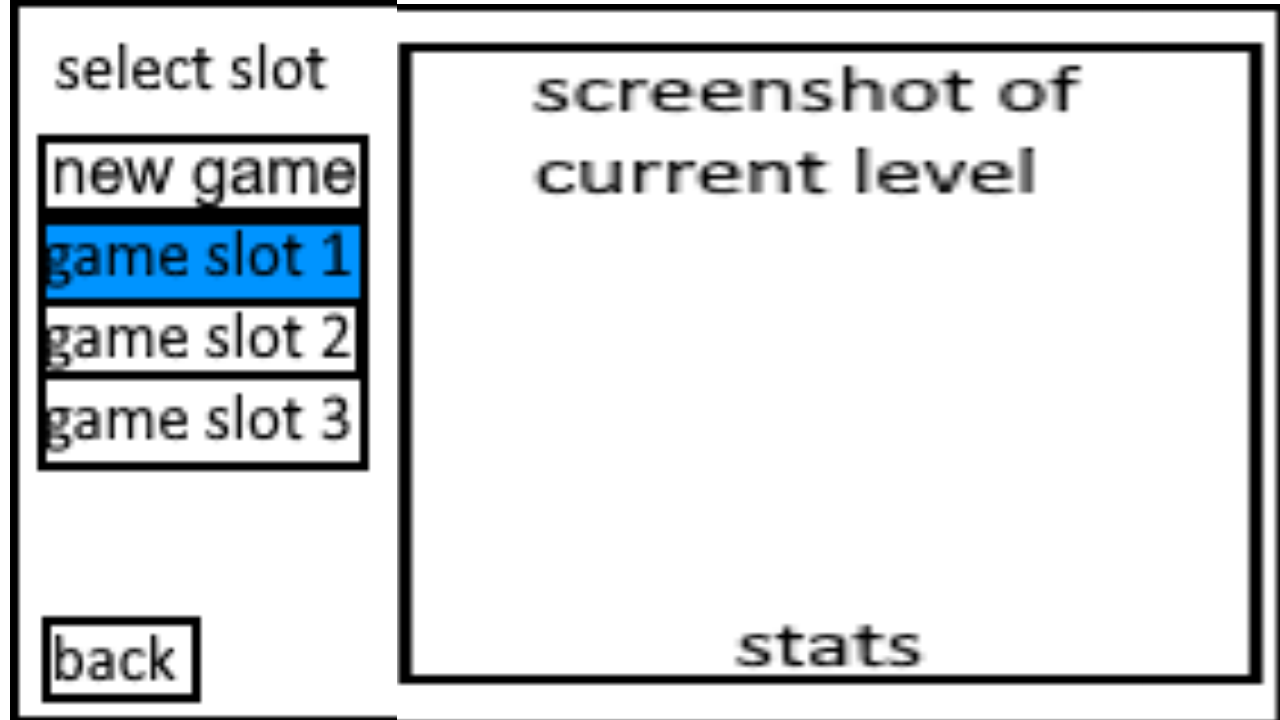 select slot
new game
game slot 1
game slot 2
game slot 3
back
screenshot of
current level
stats